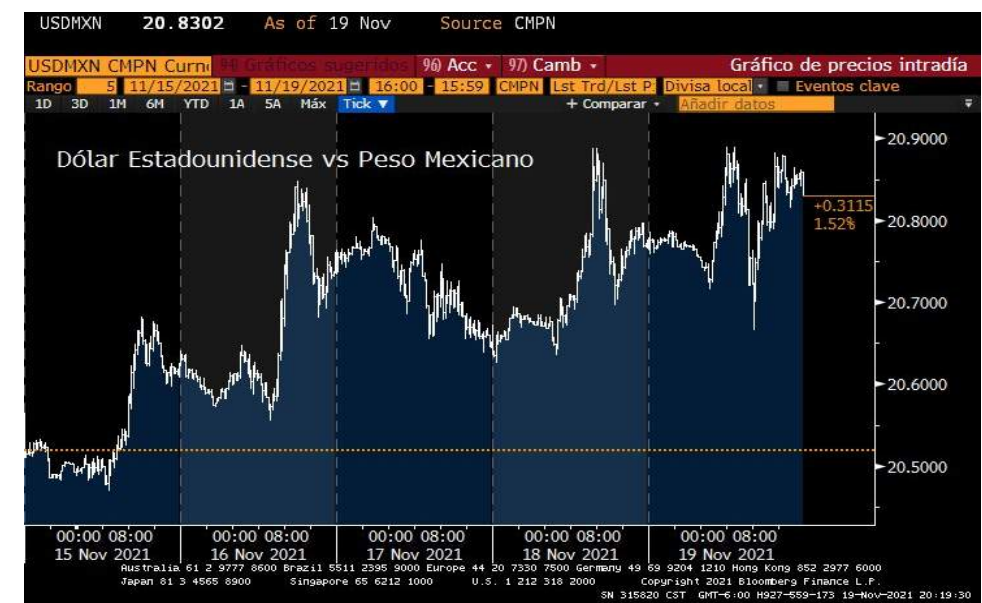 USDMXN 20.8302 As of 19 Nov Source CMPN
USDMXN CMPN Curn 94) Gráficos sugeridos 96) Acc 97) Camb Gráfico de precios intradía
Rango 5 11/15/2021 - 11/19/2021 16:00 - 15:59 CMPN Lst Trd/Lst P Divisa local Eventos clave
1D 3D 1M 6M YTD 1A 5A Máx Tick ▼ + Comparar Añadir datos
Dólar Estadounidense vs Peso Mexicano
20.9000
+0.3115
1.52%
20.8000
20.7000
20.6000
20.5000
00:00 08:00 00:00 08:00 00:00 08:00 00:00 08:00 00:00 08:00
15 Nov 2021 16 Nov 2021 17 Nov 2021 18 Nov 2021 19 Nov 2021
Australia 61 2 9777 8600 Brazil 5511 2395 9000 Europe 44 20 7330 7500 Germany 49 69 9204 1210 Hong Kong 852 2977 6000
Japan 81 3 4565 8900 Singapore 65 6212 1000 U.S. 1 212 318 2000 Copyright 2021 Bloomberg Finance L.P.
SN 315820 CST GMT-6:00 H927-559-173 19-Nov-2021 20:19:30